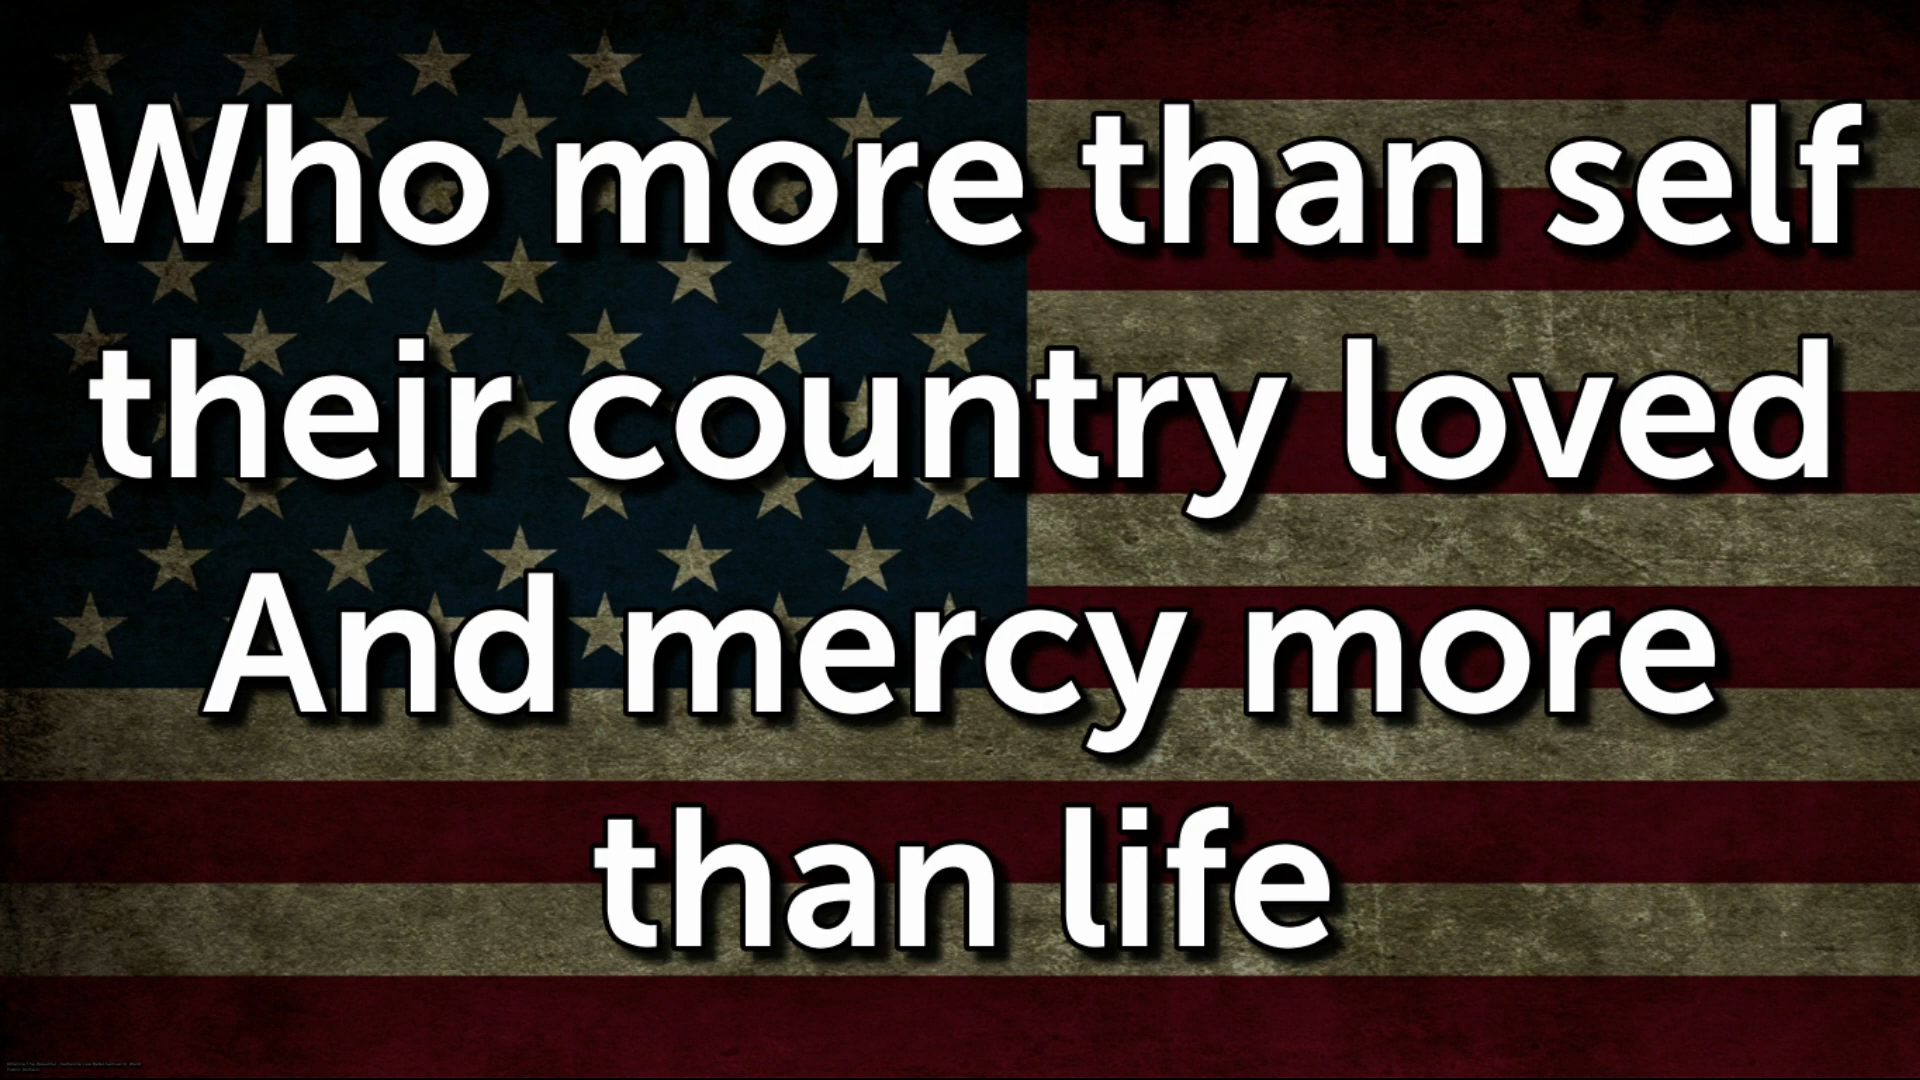 Who more than self
their country loved
And mercy more
than life